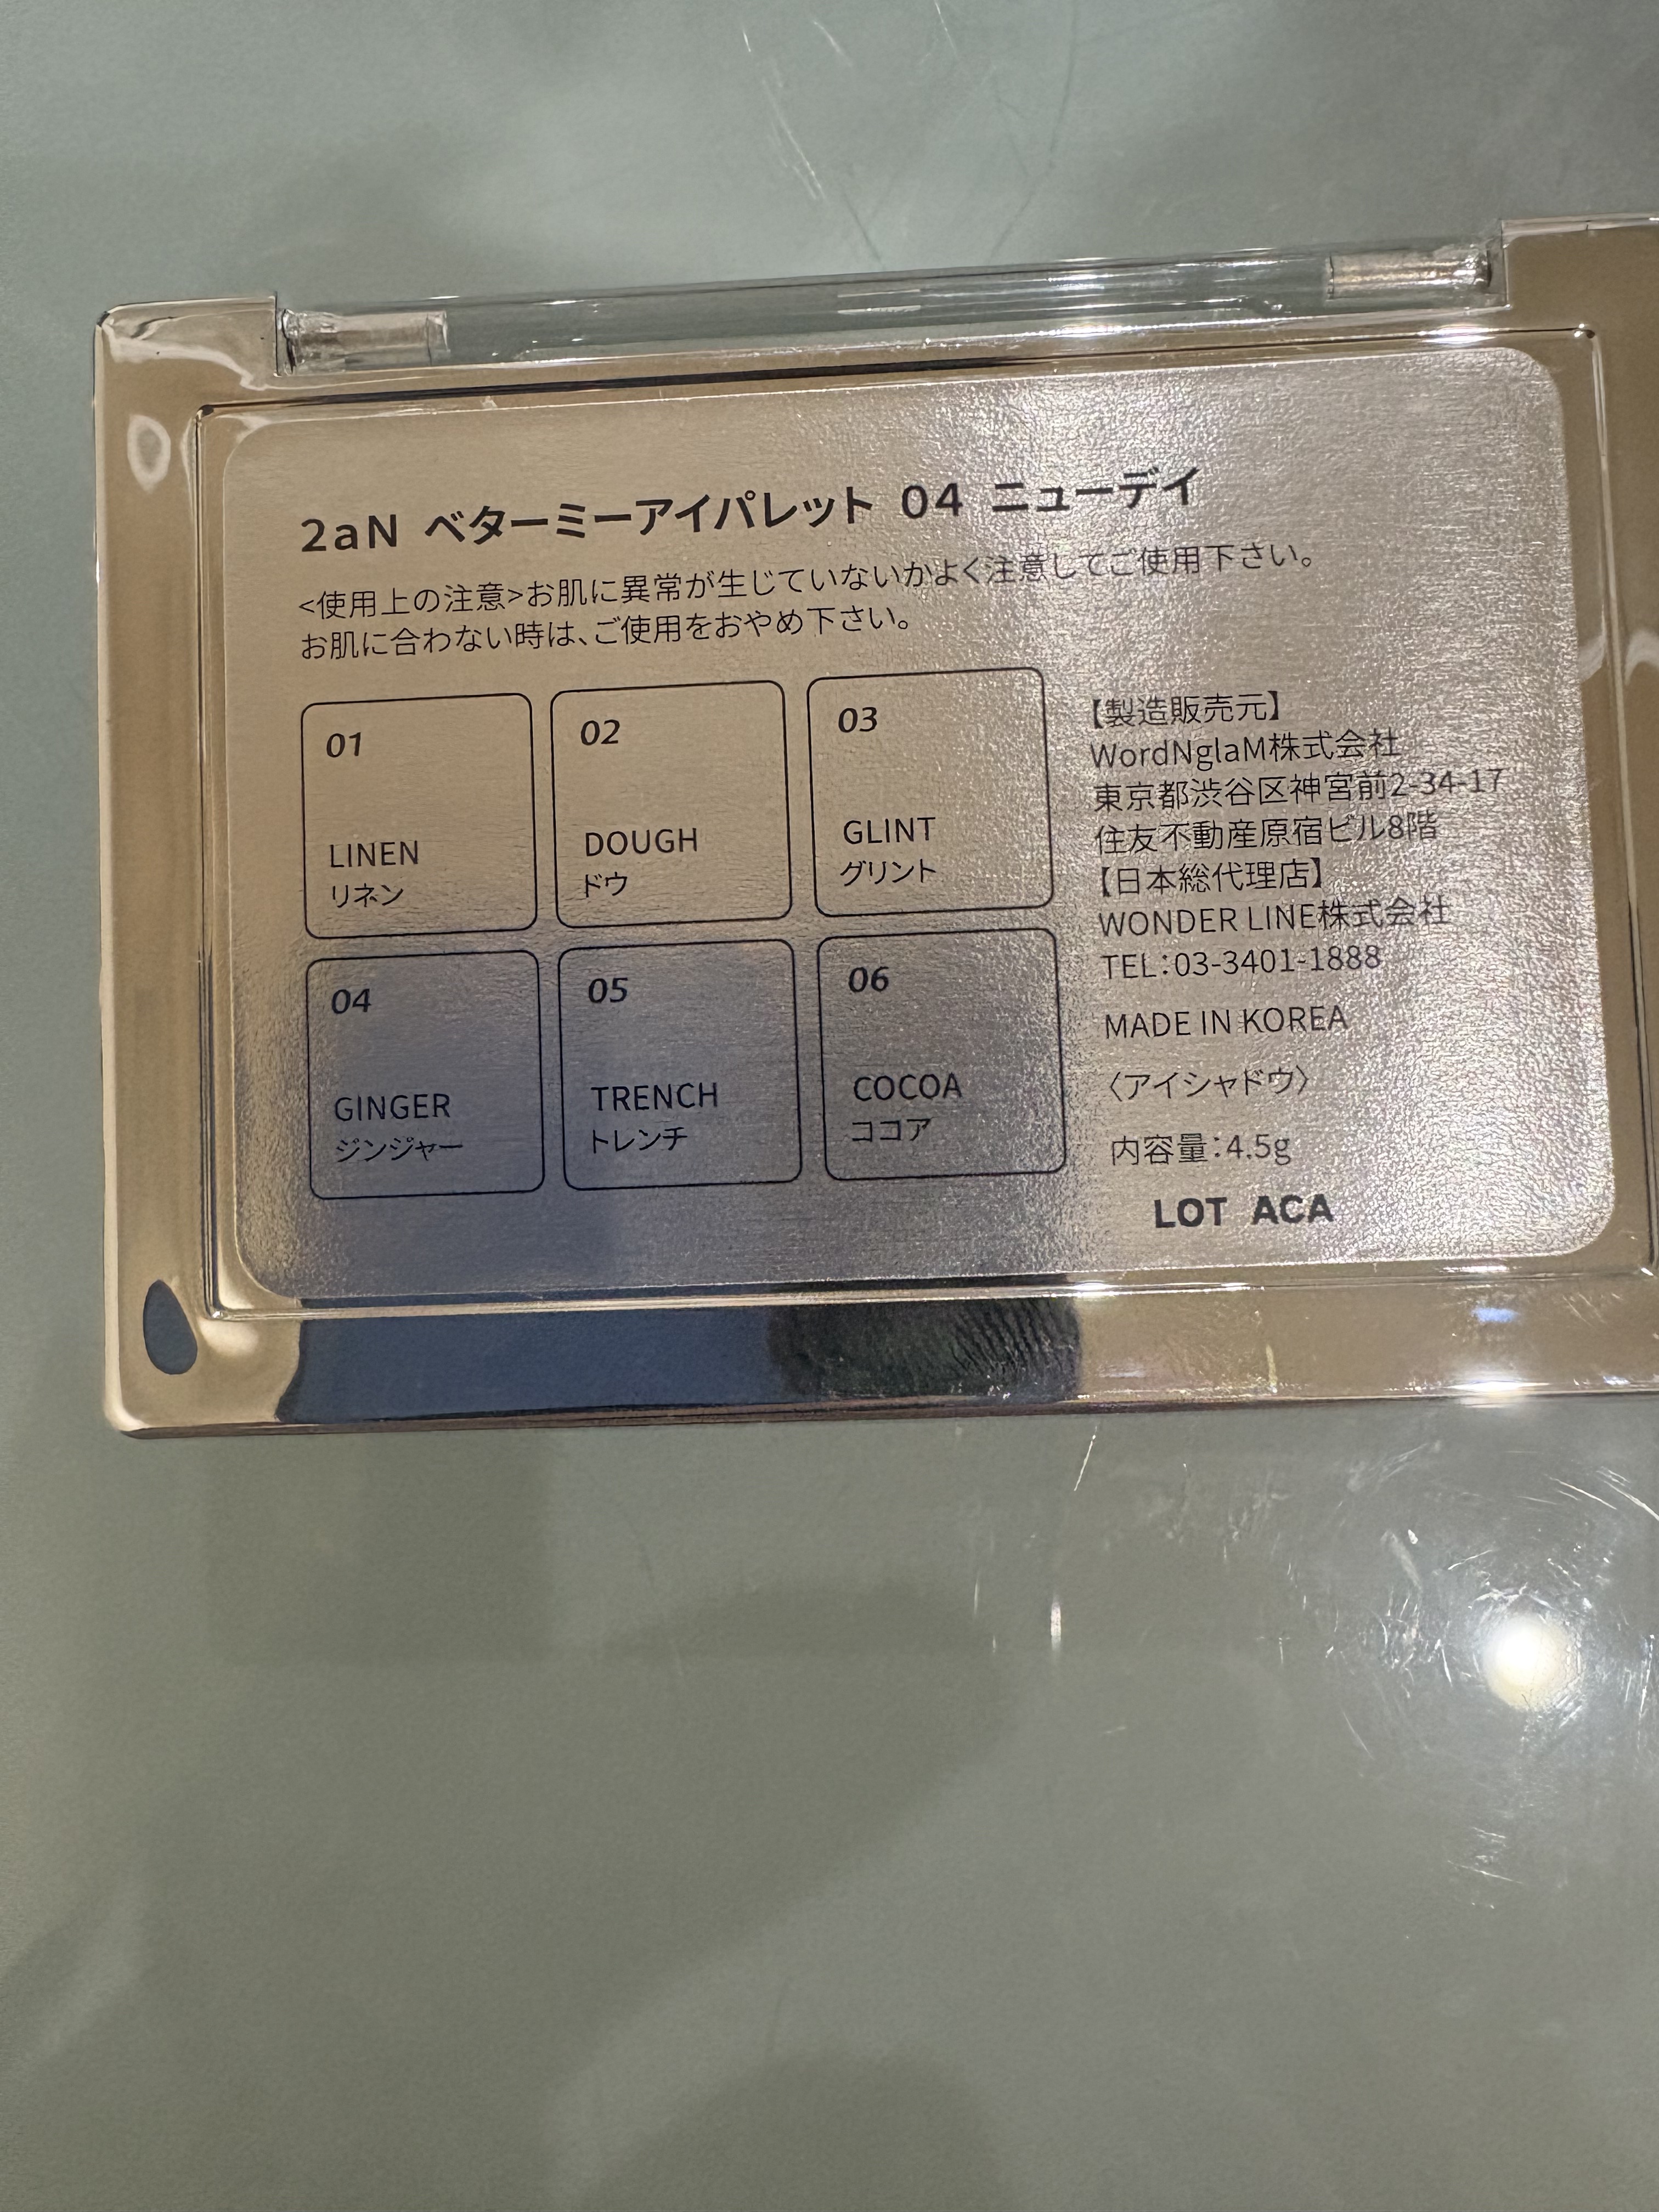 2aN ベターミーアイパレット 04 ニューデイ
<使用上の注意>お肌に異常が生じていないかよく注意してご使用下さい。
お肌に合わない時は、ご使用をおやめ下さい。
01
LINEN
リネン
02
DOUGH
ドウ
03
GLINT
グリント
04
GINGER
ジンジャー
05
TRENCH
トレンチ
06
COCOA
ココア
【製造販売元】
WordNglaM株式会社
東京都渋谷区神宮前2-34-17
住友不動産原宿ビル8階
【日本総代理店】
WONDER LINE株式会社
TEL:03-3401-1888
MADE IN KOREA
〈アイシャドウ〉
内容量:4.5g
LOT ACA